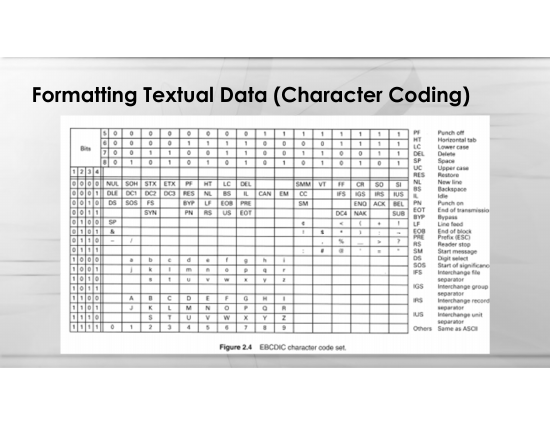 Formatting Textual Data (Character Coding)
Bits
5 0 0 0 0 0 0 0 0 1 1 1 1 1 1 1 1
6 0 0 0 0 1 1 1 1 0 0 0 0 1 1 1 1
7 0 0 1 1 0 0 1 1 0 0 1 1 0 0 1 1
8 0 1 0 1 0 1 0 1 0 1 0 1 0 1 0 1
1 2 3 4
0 0 0 0 NUL SOH STX ETX PF HT LC DEL SMM VT FF CR SO SI
0 0 0 1 DLE DC1 DC2 DC3 RES NL BS IL CAN EM CC IFS IGS IRS IUS
0 0 1 0 DS SOS FS BYP LF EOB PRE SM ENQ ACK BEL
0 0 1 1 SYN PN RS US EOT DC4 NAK SUB
0 1 0 0 SP ¢ < ( + !
0 1 0 1 &
0 1 1 0 – / , % _ > ?
0 1 1 1 : # @ ' = "
1 0 0 0 a b c d e f g h i
1 0 0 1 j k l m n o p q r
1 0 1 0 s t u v w x y z
1 0 1 1
1 1 0 0 A B C D E F G H I
1 1 0 1 J K L M N O P Q R
1 1 1 0 S T U V W X Y Z
1 1 1 1 0 1 2 3 4 5 6 7 8 9
PF Punch off
HT Horizontal tab
LC Lower case
DEL Delete
SP Space
UC Upper case
RES Restore
NL New line
BS Backspace
IL Idle
PN Punch on
EOT End of transmissio
BYP Bypass
LF Line feed
EOB End of block
PRE Prefix (ESC)
RS Reader stop
SM Start message
DS Digit select
SOS Start of significanc
IFS Interchange file
separator
IGS Interchange group
separator
IRS Interchange record
separator
IUS Interchange unit
separator
Others Same as ASCII
Figure 2.4 EBCDIC character code set.